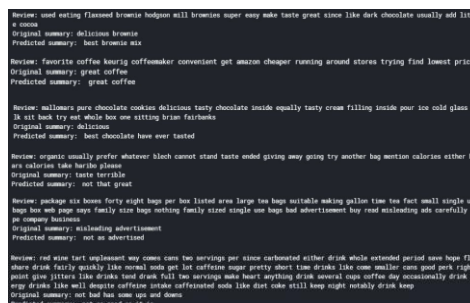 Review: used eating flaxseed brownie hodgson mill brownies super easy make taste great since like dark chocolate usually add lit
e cocoa
Original summary: delicious brownie
Predicted summary:  best brownie mix
Review: favorite coffee keurig coffeemaker convenient get amazon cheaper running around stores trying find lowest pric
Original summary: great coffee
Predicted summary:  great coffee
Review: mallomars pure chocolate cookies delicious tasty chocolate inside equally tasty cream filling inside pour ice cold glass
lk sit back try eat whole box one sitting brian fairbanks
Original summary: delicious
Predicted summary:  best chocolate have ever tasted
Review: organic usually prefer whatever blech cannot stand taste ended giving away going try another bag mention calories either
ars calories take haribo please
Original summary: taste terrible
Predicted summary:  not that great
Review: package six boxes forty eight bags per box listed area large tea bags suitable making gallon time tea fact small single u
bags box web page says family size bags nothing family sized single use bags bad advertisement buy read misleading ads carefully
pe company business
Original summary: misleading advertisement
Predicted summary:  not as advertised
Review: red wine tart unpleasant way comes cans two servings per since carbonated either drink whole extended period save hope fl
share drink fairly quickly like normal soda get lot caffeine sugar pretty short time drinks like come smaller cans good perk righ
point give jitters like drinks tend drank full two servings make heart anything drink several cups coffee day occasionally drink
ergy drinks like well despite caffeine intake caffeinated soda like diet coke still keep night notably drink keep
Original summary: not bad has some ups and downs